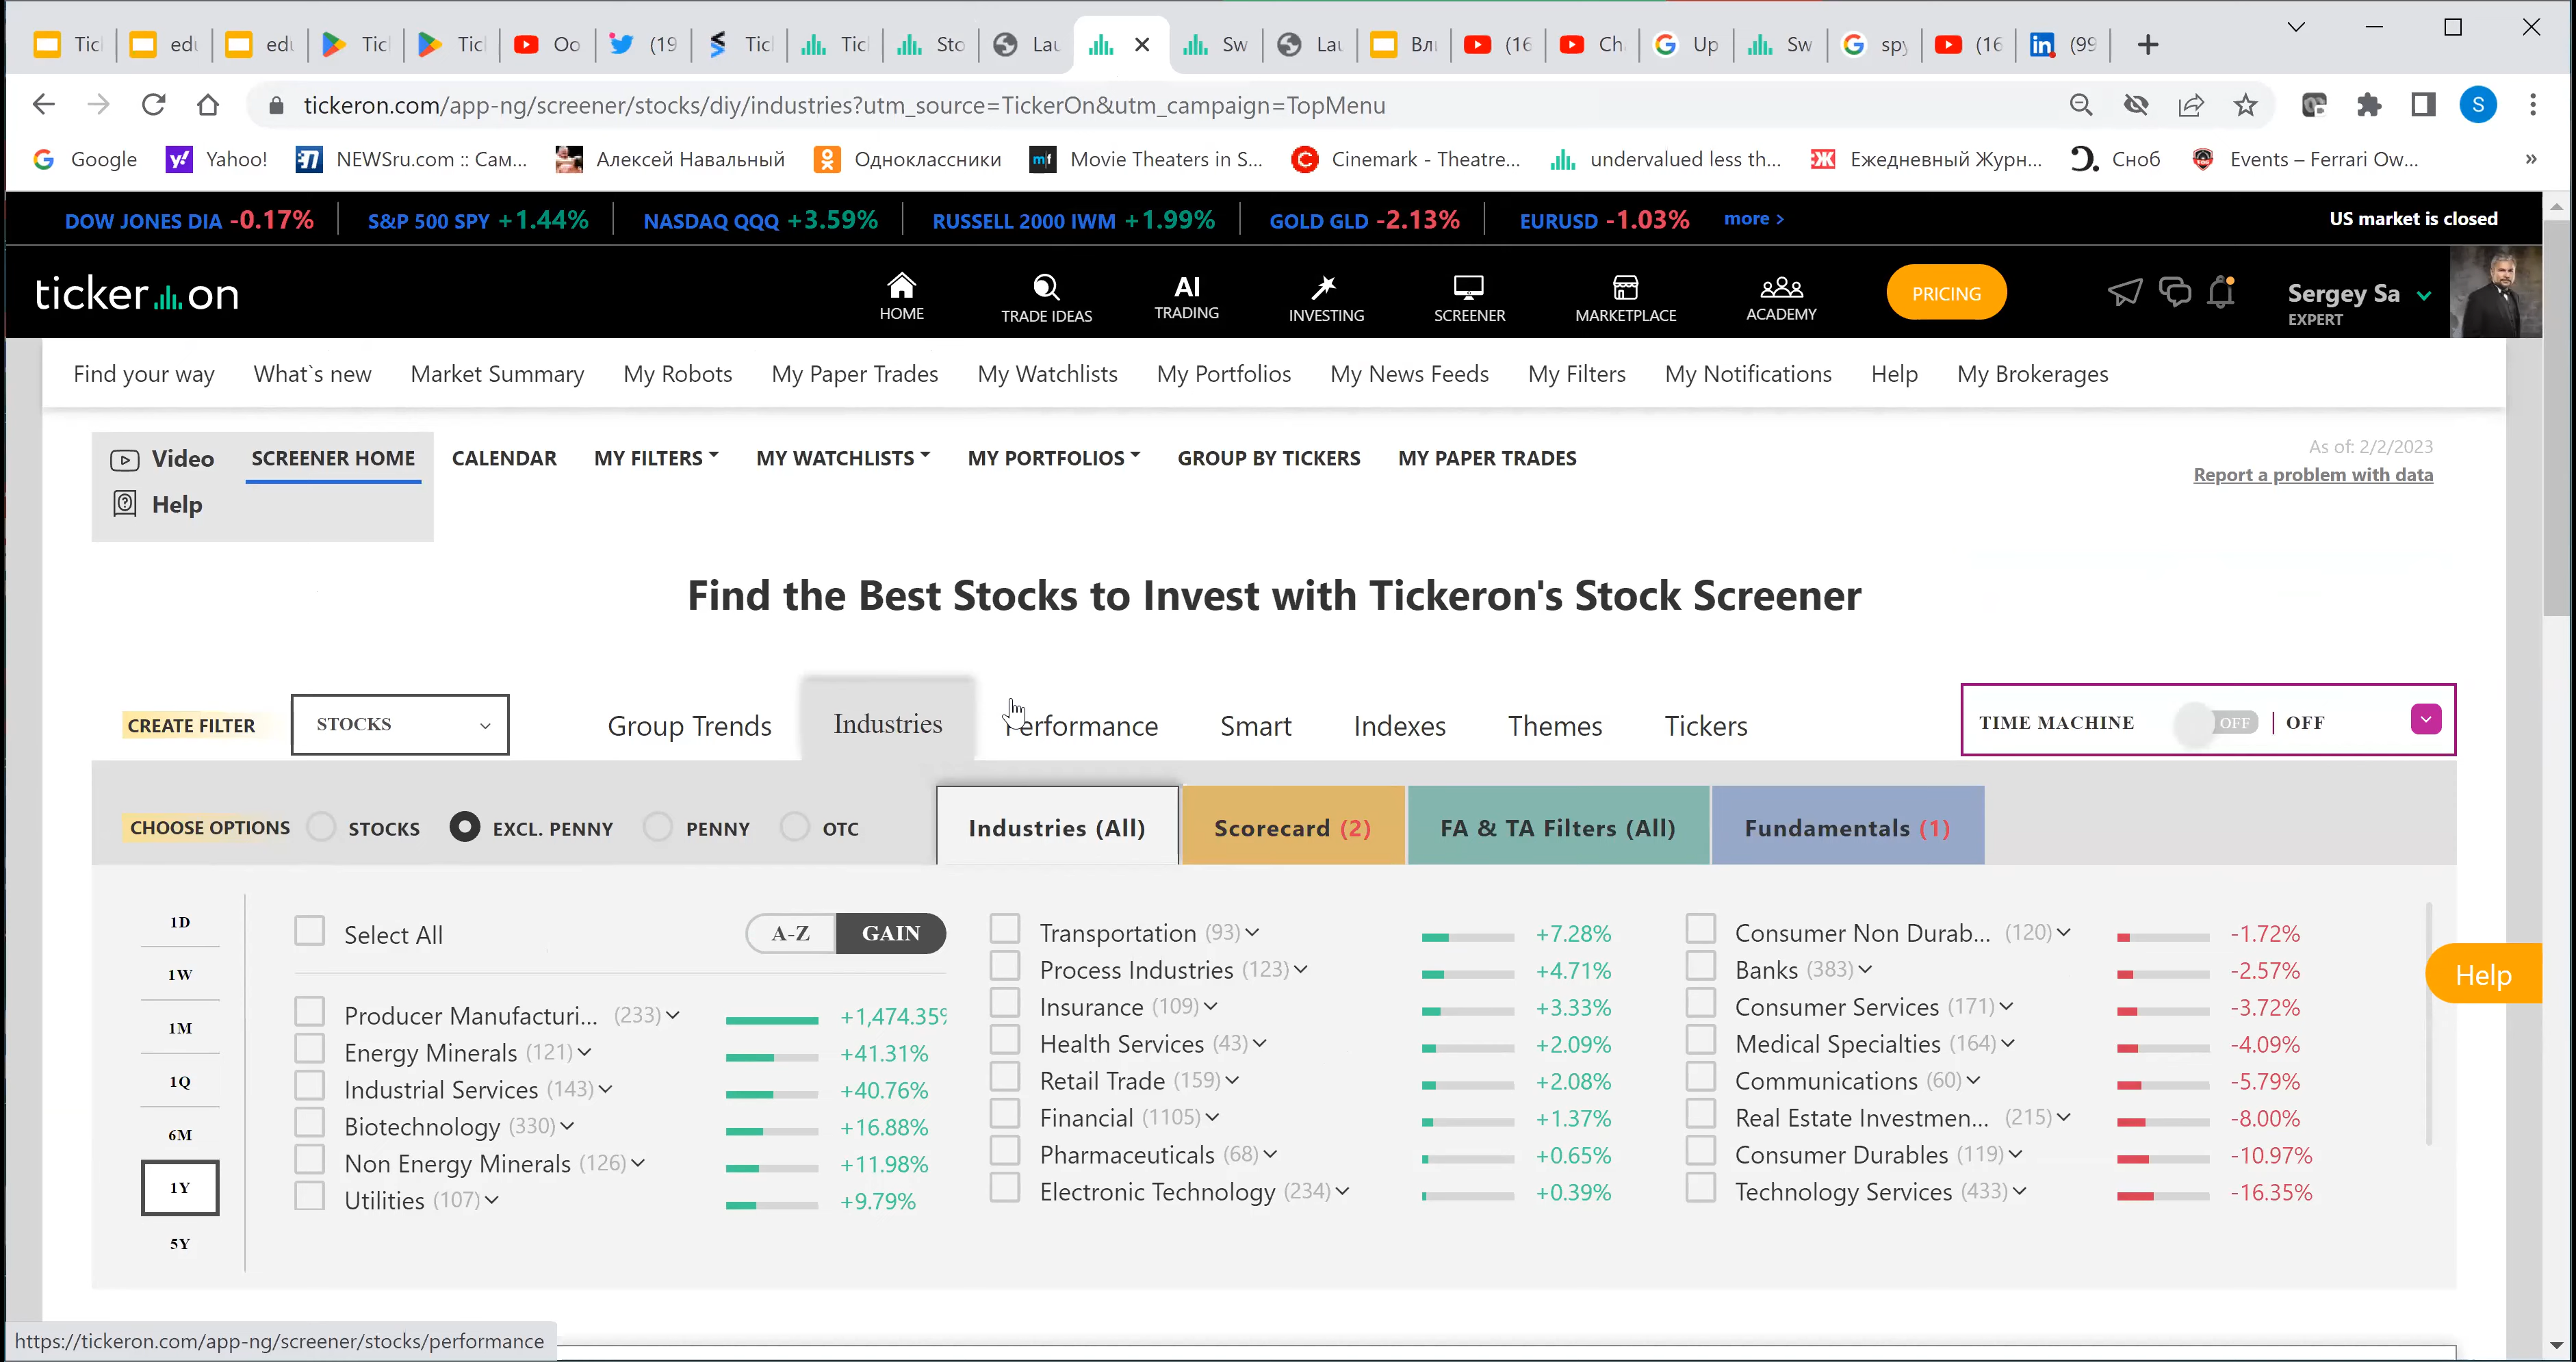 Tic
edu
edu
Tic
Tic
Oo
(19
Tic
Tic
Sto
Lau
Sw
Lau
Вли
(16
Ch
Up
Sw
spy
(16
(99
tickeron.com/app-ng/screener/stocks/diy/industries?utm_source=TickerOn&utm_campaign=TopMenu
S
Google
Yahoo!
NEWSru.com :: Сам...
Алексей Навальный
Одноклассники
Movie Theaters in S...
Cinemark - Theatre...
undervalued less th...
Ежедневный Журн...
Сноб
Events – Ferrari Ow...
»
DOW JONES DIA -0.17%
S&P 500 SPY +1.44%
NASDAQ QQQ +3.59%
RUSSELL 2000 IWM +1.99%
GOLD GLD -2.13%
EURUSD -1.03%
more >
US market is closed
tickeron
HOME
TRADE IDEAS
AI TRADING
INVESTING
SCREENER
MARKETPLACE
ACADEMY
PRICING
Sergey Sa
EXPERT
Find your way
What`s new
Market Summary
My Robots
My Paper Trades
My Watchlists
My Portfolios
My News Feeds
My Filters
My Notifications
Help
My Brokerages
Video
Help
SCREENER HOME
CALENDAR
MY FILTERS
MY WATCHLISTS
MY PORTFOLIOS
GROUP BY TICKERS
MY PAPER TRADES
As of: 2/2/2023
Report a problem with data
Find the Best Stocks to Invest with Tickeron's Stock Screener
CREATE FILTER
STOCKS
Group Trends
Industries
Performance
Smart
Indexes
Themes
Tickers
TIME MACHINE
OFF
OFF
CHOOSE OPTIONS
STOCKS
EXCL. PENNY
PENNY
OTC
Industries (All)
Scorecard (2)
FA & TA Filters (All)
Fundamentals (1)
1D
1W
1M
1Q
6M
1Y
5Y
Select All
A-Z
GAIN
Producer Manufacturi... (233) +1,474.35%
Energy Minerals (121) +41.31%
Industrial Services (143) +40.76%
Biotechnology (330) +16.88%
Non Energy Minerals (126) +11.98%
Utilities (107) +9.79%
Transportation (93) +7.28%
Process Industries (123) +4.71%
Insurance (109) +3.33%
Health Services (43) +2.09%
Retail Trade (159) +2.08%
Financial (1105) +1.37%
Pharmaceuticals (68) +0.65%
Electronic Technology (234) +0.39%
Consumer Non Durab... (120) -1.72%
Banks (383) -2.57%
Consumer Services (171) -3.72%
Medical Specialties (164) -4.09%
Communications (60) -5.79%
Real Estate Investmen... (215) -8.00%
Consumer Durables (119) -10.97%
Technology Services (433) -16.35%
Help
https://tickeron.com/app-ng/screener/stocks/performance